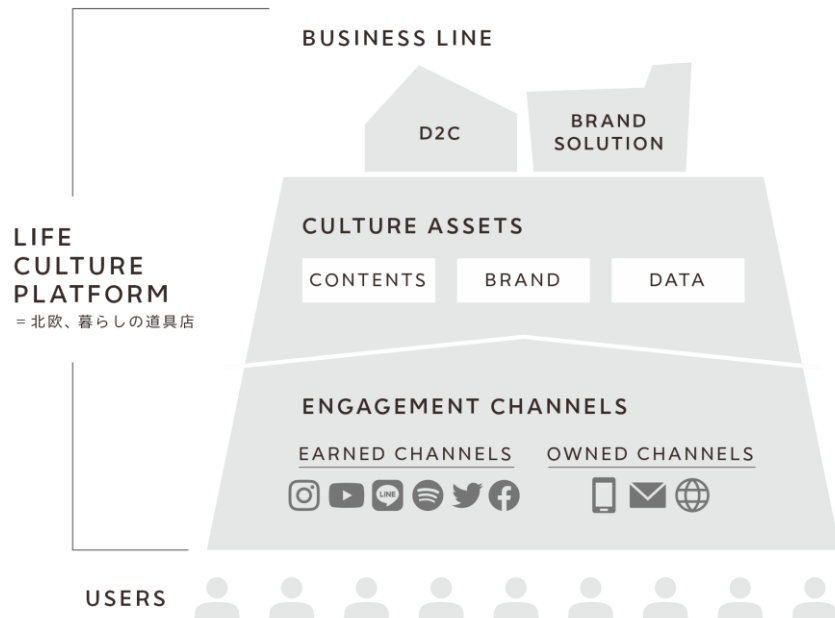 BUSINESS LINE
D2C
BRAND
SOLUTION
CULTURE ASSETS
CONTENTS
BRAND
DATA
LIFE
CULTURE
PLATFORM
=北欧、暮らしの道具店
ENGAGEMENT CHANNELS
EARNED CHANNELS
OWNED CHANNELS
LINE
USERS